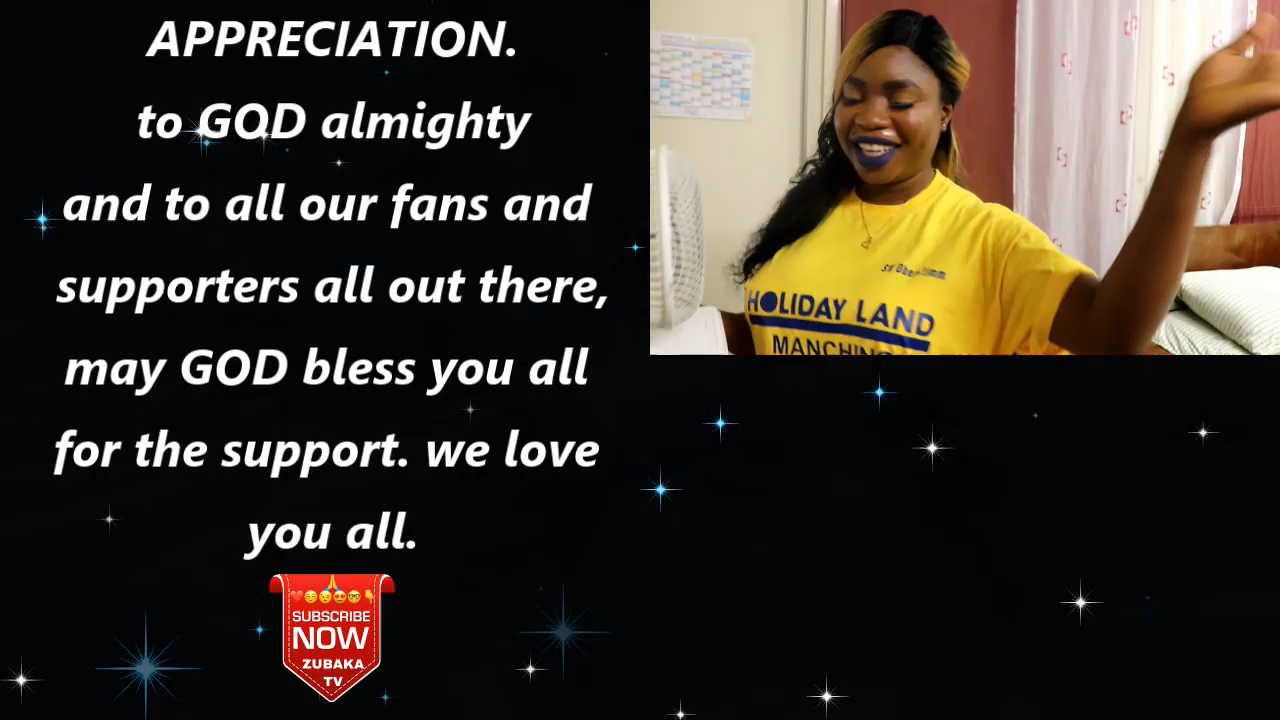 APPRECIATION.
to GOD almighty
and to all our fans and
supporters all out there,
may GOD bless you all
for the support. we love
you all.
SUBSCRIBE
NOW
ZUBAKA
TV
HOLIDAY LAND